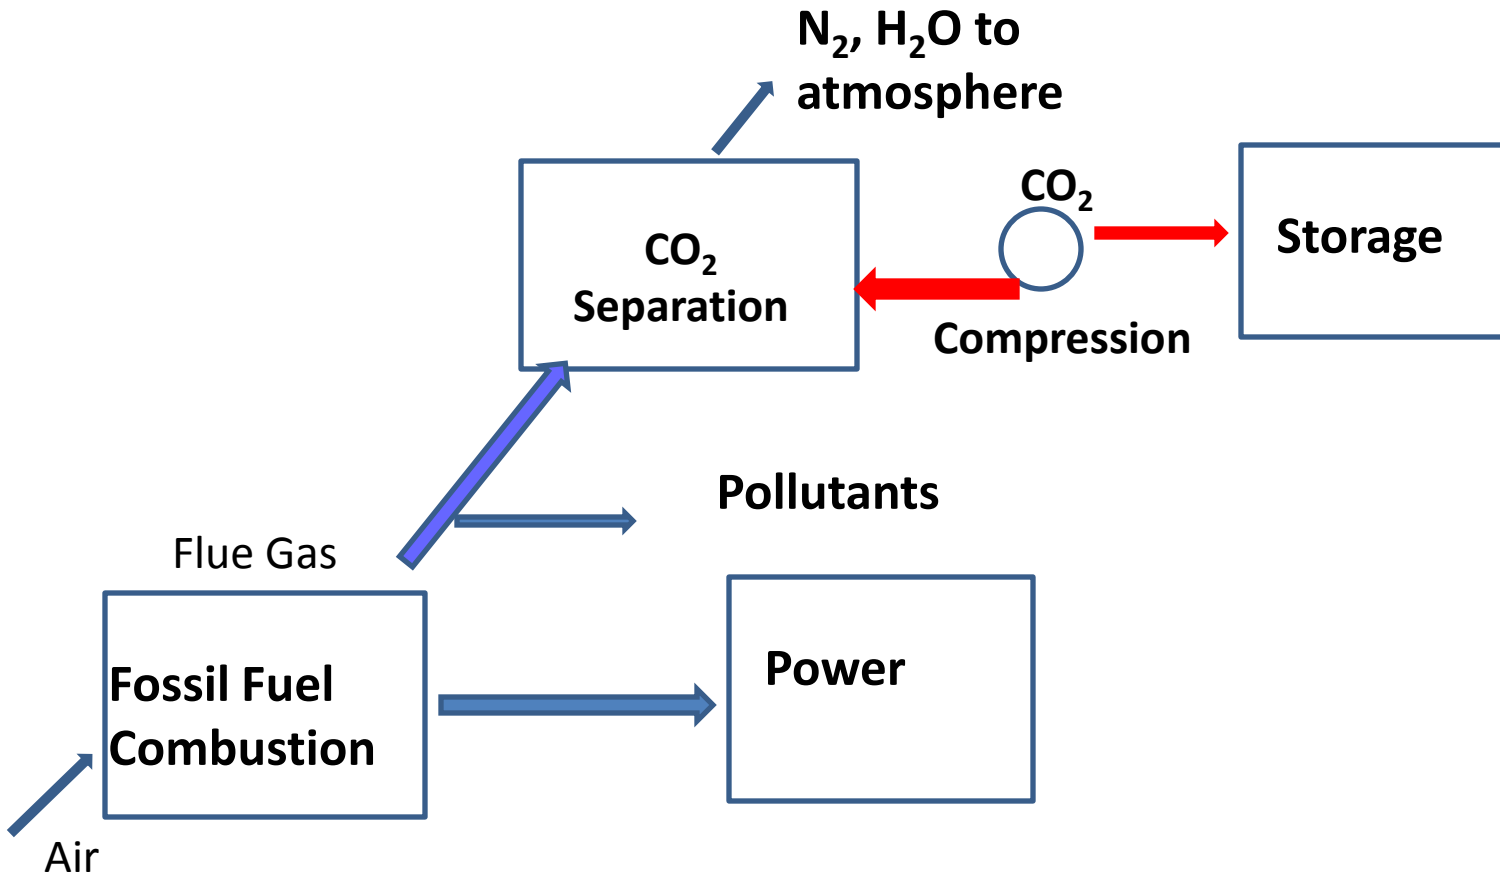 N₂, H₂O to
atmosphere
CO₂
Storage
CO₂
Separation
Compression
Pollutants
Flue Gas
Power
Fossil Fuel
Combustion
Air